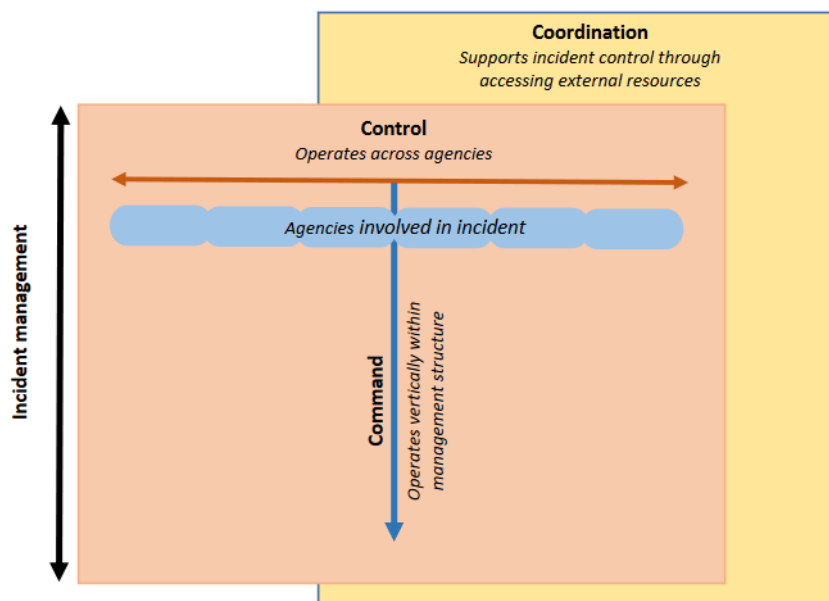 Coordination
Supports incident control through
accessing external resources
Control
Operates across agencies
Agencies involved in incident
Incident management
Command
Operates vertically within
management structure